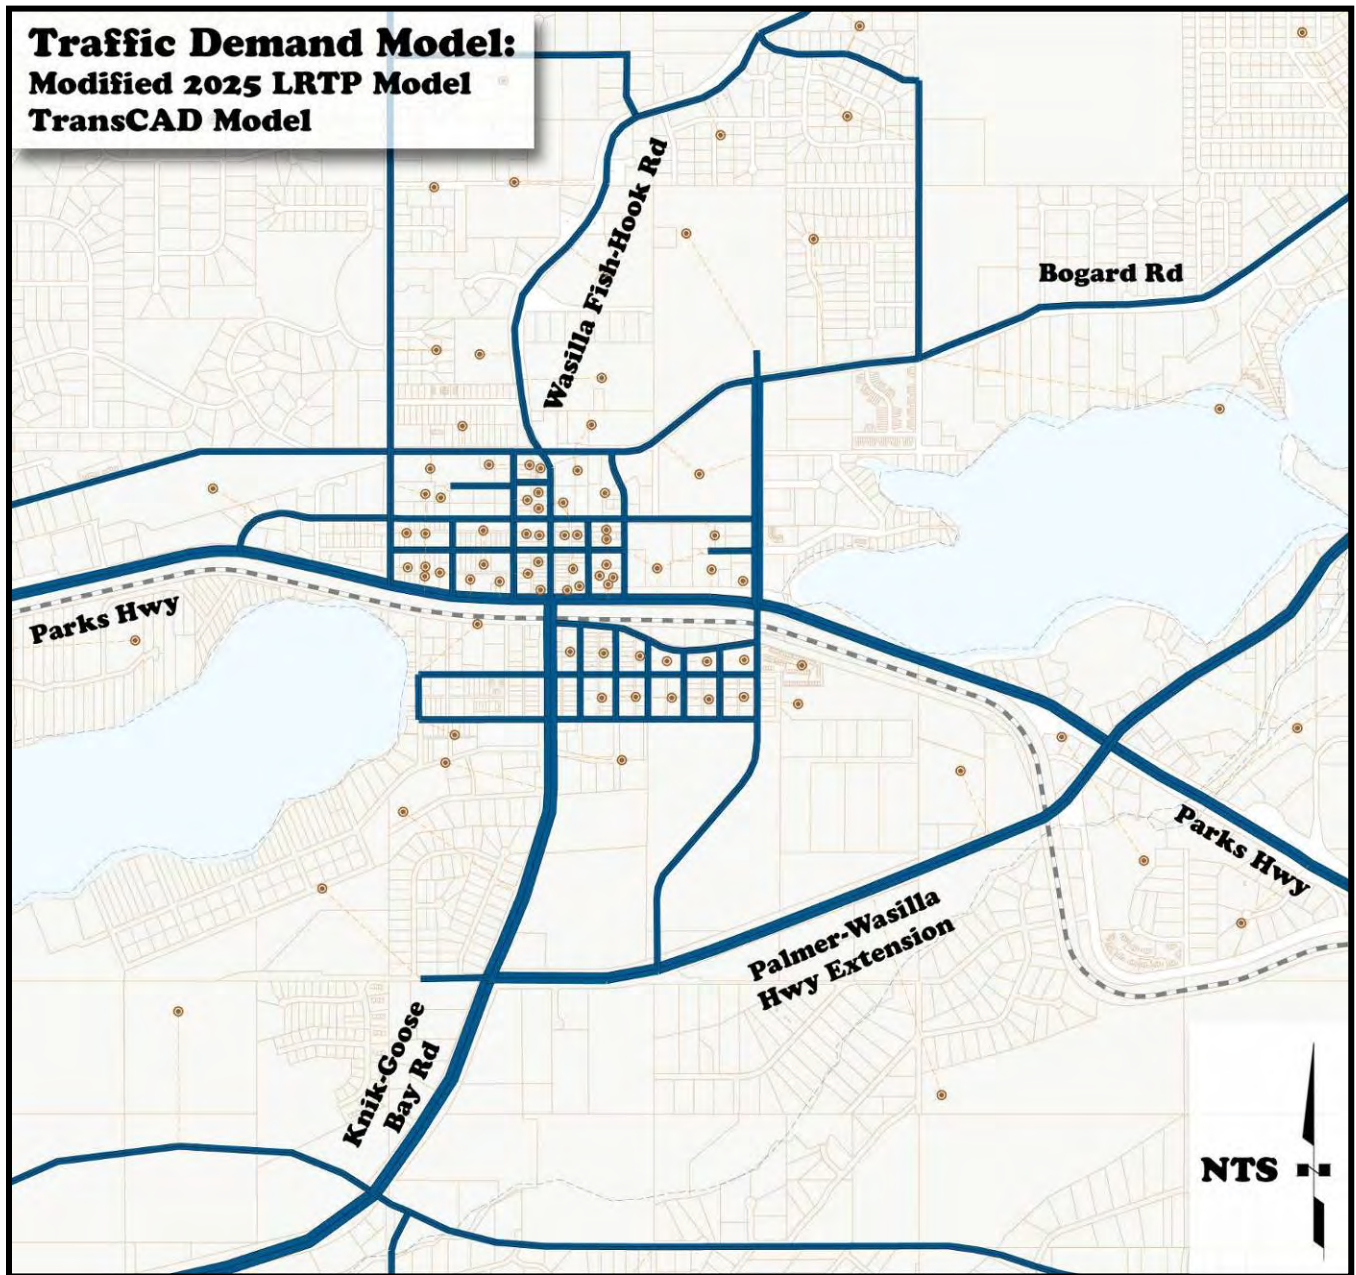 Traffic Demand Model:
Modified 2025 LRTP Model
TransCAD Model
Wasilla Fish-Hook Rd
Bogard Rd
Parks Hwy
Parks Hwy
Palmer-Wasilla
Hwy Extension
Knik-Goose
Bay Rd
NTS
N